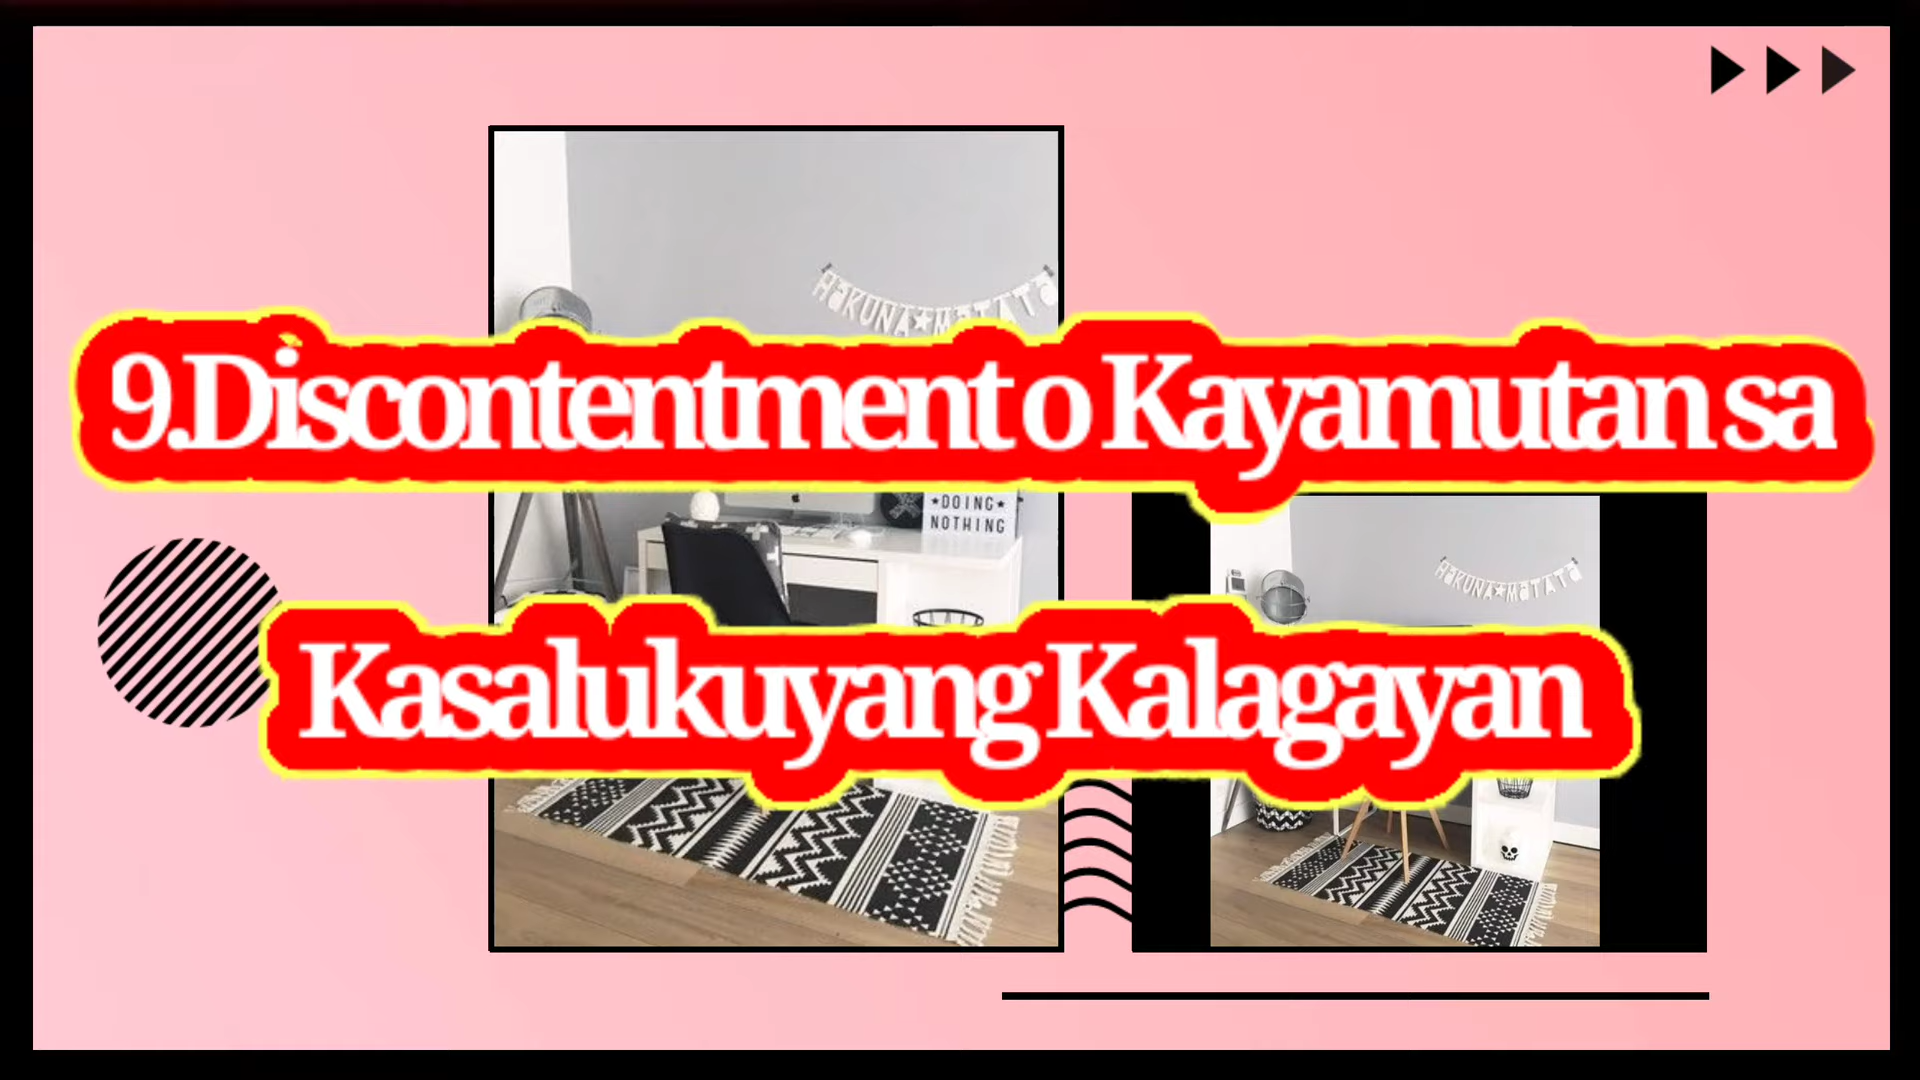 HAKUNA★MATATA
9.Discontentment o Kayamutan sa
★DOING★
NOTHING
HAKUNA★MATATA
Kasalukuyang Kalagayan